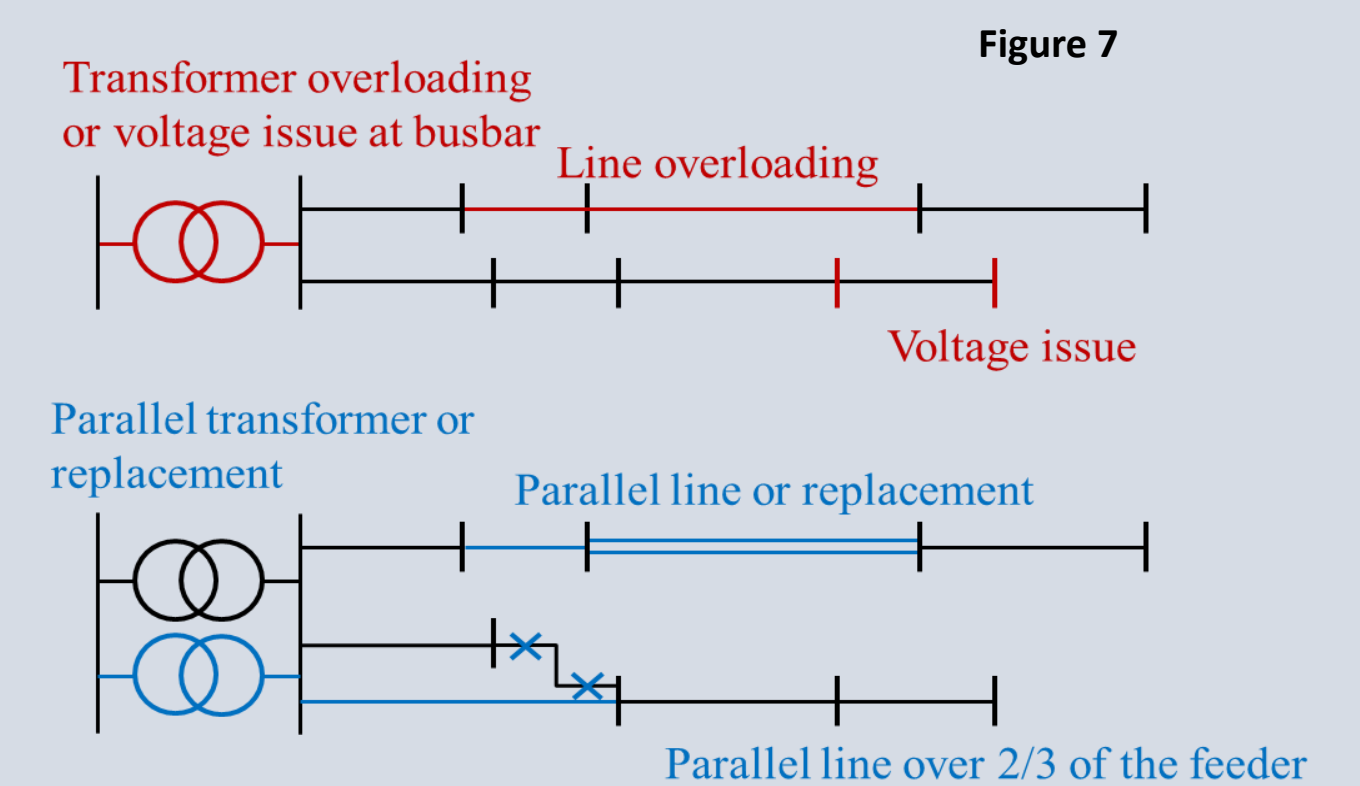 Figure 7
Transformer overloading
or voltage issue at busbar
Line overloading
Voltage issue
Parallel transformer or
replacement
Parallel line or replacement
Parallel line over 2/3 of the feeder